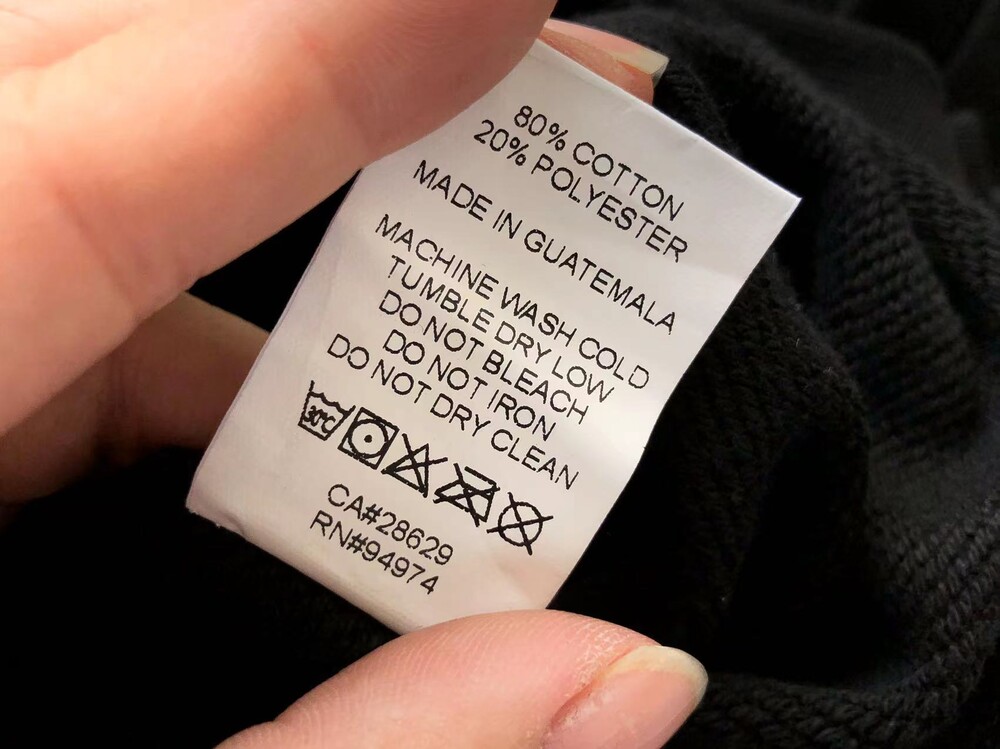 80% COTTON
20% POLYESTER
MADE IN GUATEMALA
MACHINE WASH COLD
TUMBLE DRY LOW
DO NOT BLEACH
DO NOT IRON
DO NOT DRY CLEAN
30°C
CA#28629
RN#94974